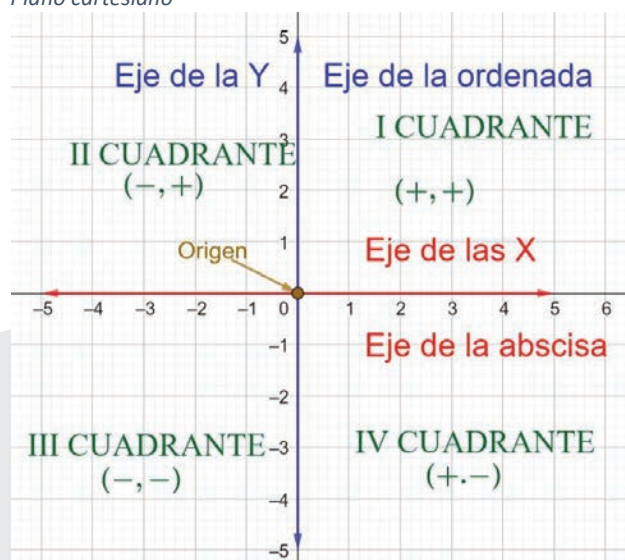 Plano cartesiano
5
Eje de la Y
Eje de la ordenada
4
I CUADRANTE
3
II CUADRANTE
(−, +)
2
(+, +)
1
Origen
Eje de las X
−5 −4 −3 −2 −1 0 1 2 3 4 5 6
−1
Eje de la abscisa
−2
III CUADRANTE
−3
IV CUADRANTE
(−, −)
(+.−)
−4
−5